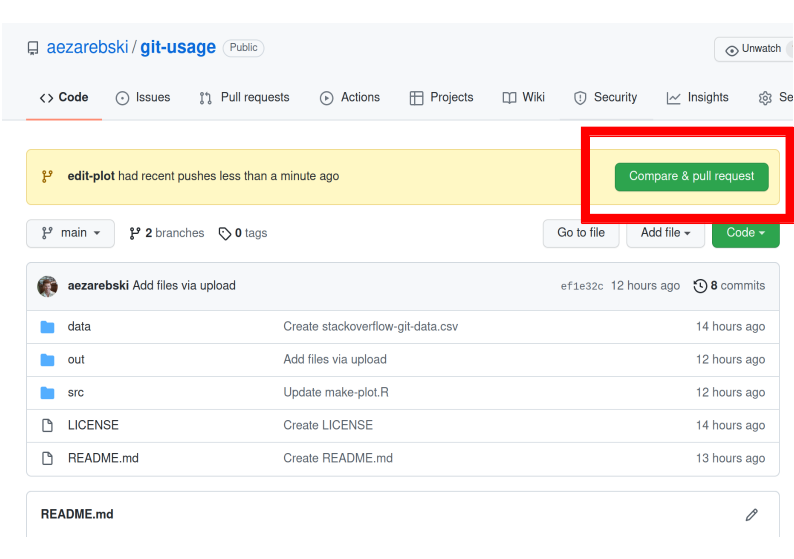 aezarebski / git-usage Public
Unwatch
Code Issues Pull requests Actions Projects Wiki Security Insights Se
edit-plot had recent pushes less than a minute ago Compare & pull request
main 2 branches 0 tags Go to file Add file Code
aezarebski Add files via upload ef1e32c 12 hours ago 8 commits
data Create stackoverflow-git-data.csv 14 hours ago
out Add files via upload 12 hours ago
src Update make-plot.R 12 hours ago
LICENSE Create LICENSE 14 hours ago
README.md Create README.md 13 hours ago
README.md